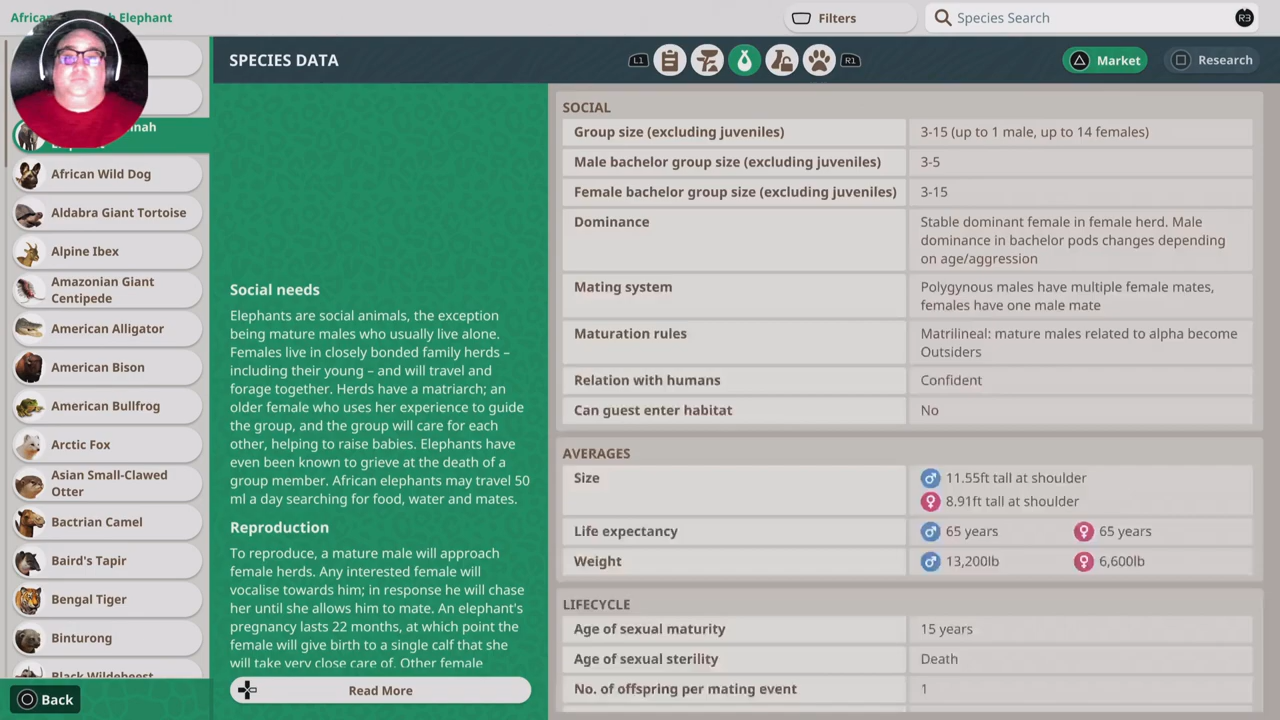 African      h Elephant
Filters
Species Search
R3
SPECIES DATA
L1
R1
Market
Research
nnah
African Wild Dog
Aldabra Giant Tortoise
Alpine Ibex
Amazonian Giant
Centipede
American Alligator
American Bison
American Bullfrog
Arctic Fox
Asian Small-Clawed
Otter
Bactrian Camel
Baird's Tapir
Bengal Tiger
Binturong
Black Wildebeest
Back
Social needs
Elephants are social animals, the exception
being mature males who usually live alone.
Females live in closely bonded family herds –
including their young – and will travel and
forage together. Herds have a matriarch; an
older female who uses her experience to guide
the group, and the group will care for each
other, helping to raise babies. Elephants have
even been known to grieve at the death of a
group member. African elephants may travel 50
ml a day searching for food, water and mates.
Reproduction
To reproduce, a mature male will approach
female herds. Any interested female will
vocalise towards him; in response he will chase
her until she allows him to mate. An elephant's
pregnancy lasts 22 months, at which point the
female will give birth to a single calf that she
will take very close care of. Other female
Read More
SOCIAL
Group size (excluding juveniles)
3-15 (up to 1 male, up to 14 females)
Male bachelor group size (excluding juveniles)
3-5
Female bachelor group size (excluding juveniles)
3-15
Dominance
Stable dominant female in female herd. Male
dominance in bachelor pods changes depending
on age/aggression
Mating system
Polygynous males have multiple female mates,
females have one male mate
Maturation rules
Matrilineal: mature males related to alpha become
Outsiders
Relation with humans
Confident
Can guest enter habitat
No
AVERAGES
Size
11.55ft tall at shoulder
8.91ft tall at shoulder
Life expectancy
65 years
65 years
Weight
13,200lb
6,600lb
LIFECYCLE
Age of sexual maturity
15 years
Age of sexual sterility
Death
No. of offspring per mating event
1